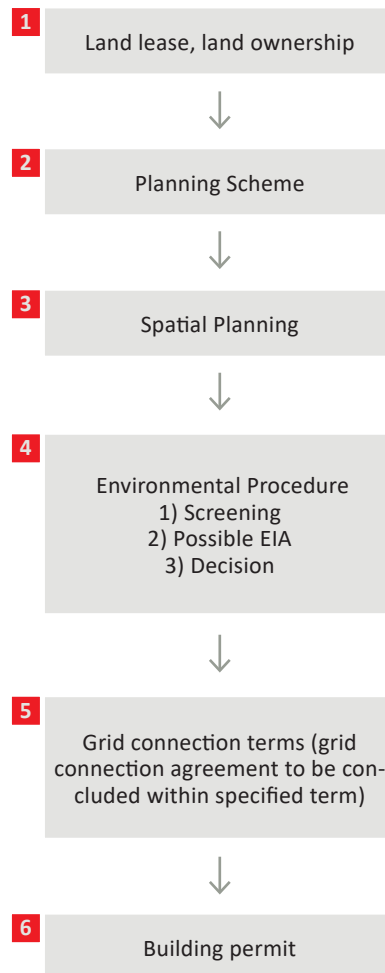 1
Land lease, land ownership
2
Planning Scheme
3
Spatial Planning
4
Environmental Procedure
1) Screening
2) Possible EIA
3) Decision
5
Grid connection terms (grid
connection agreement to be con-
cluded within specified term)
6
Building permit